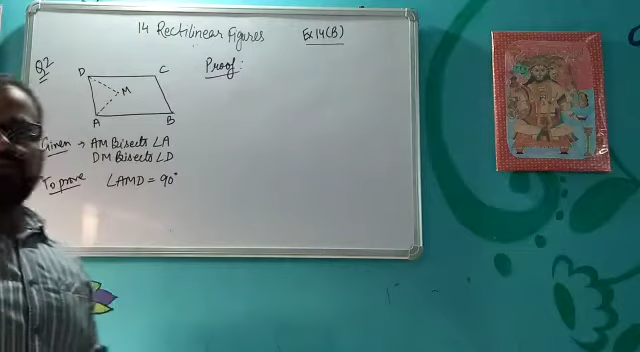 14 Rectilinear Figures Ex 14(B)
Q2
Proof:
D C
M
A B
Given → AM Bisects ∠A
DM Bisects ∠D
To prove ∠AMD = 90°